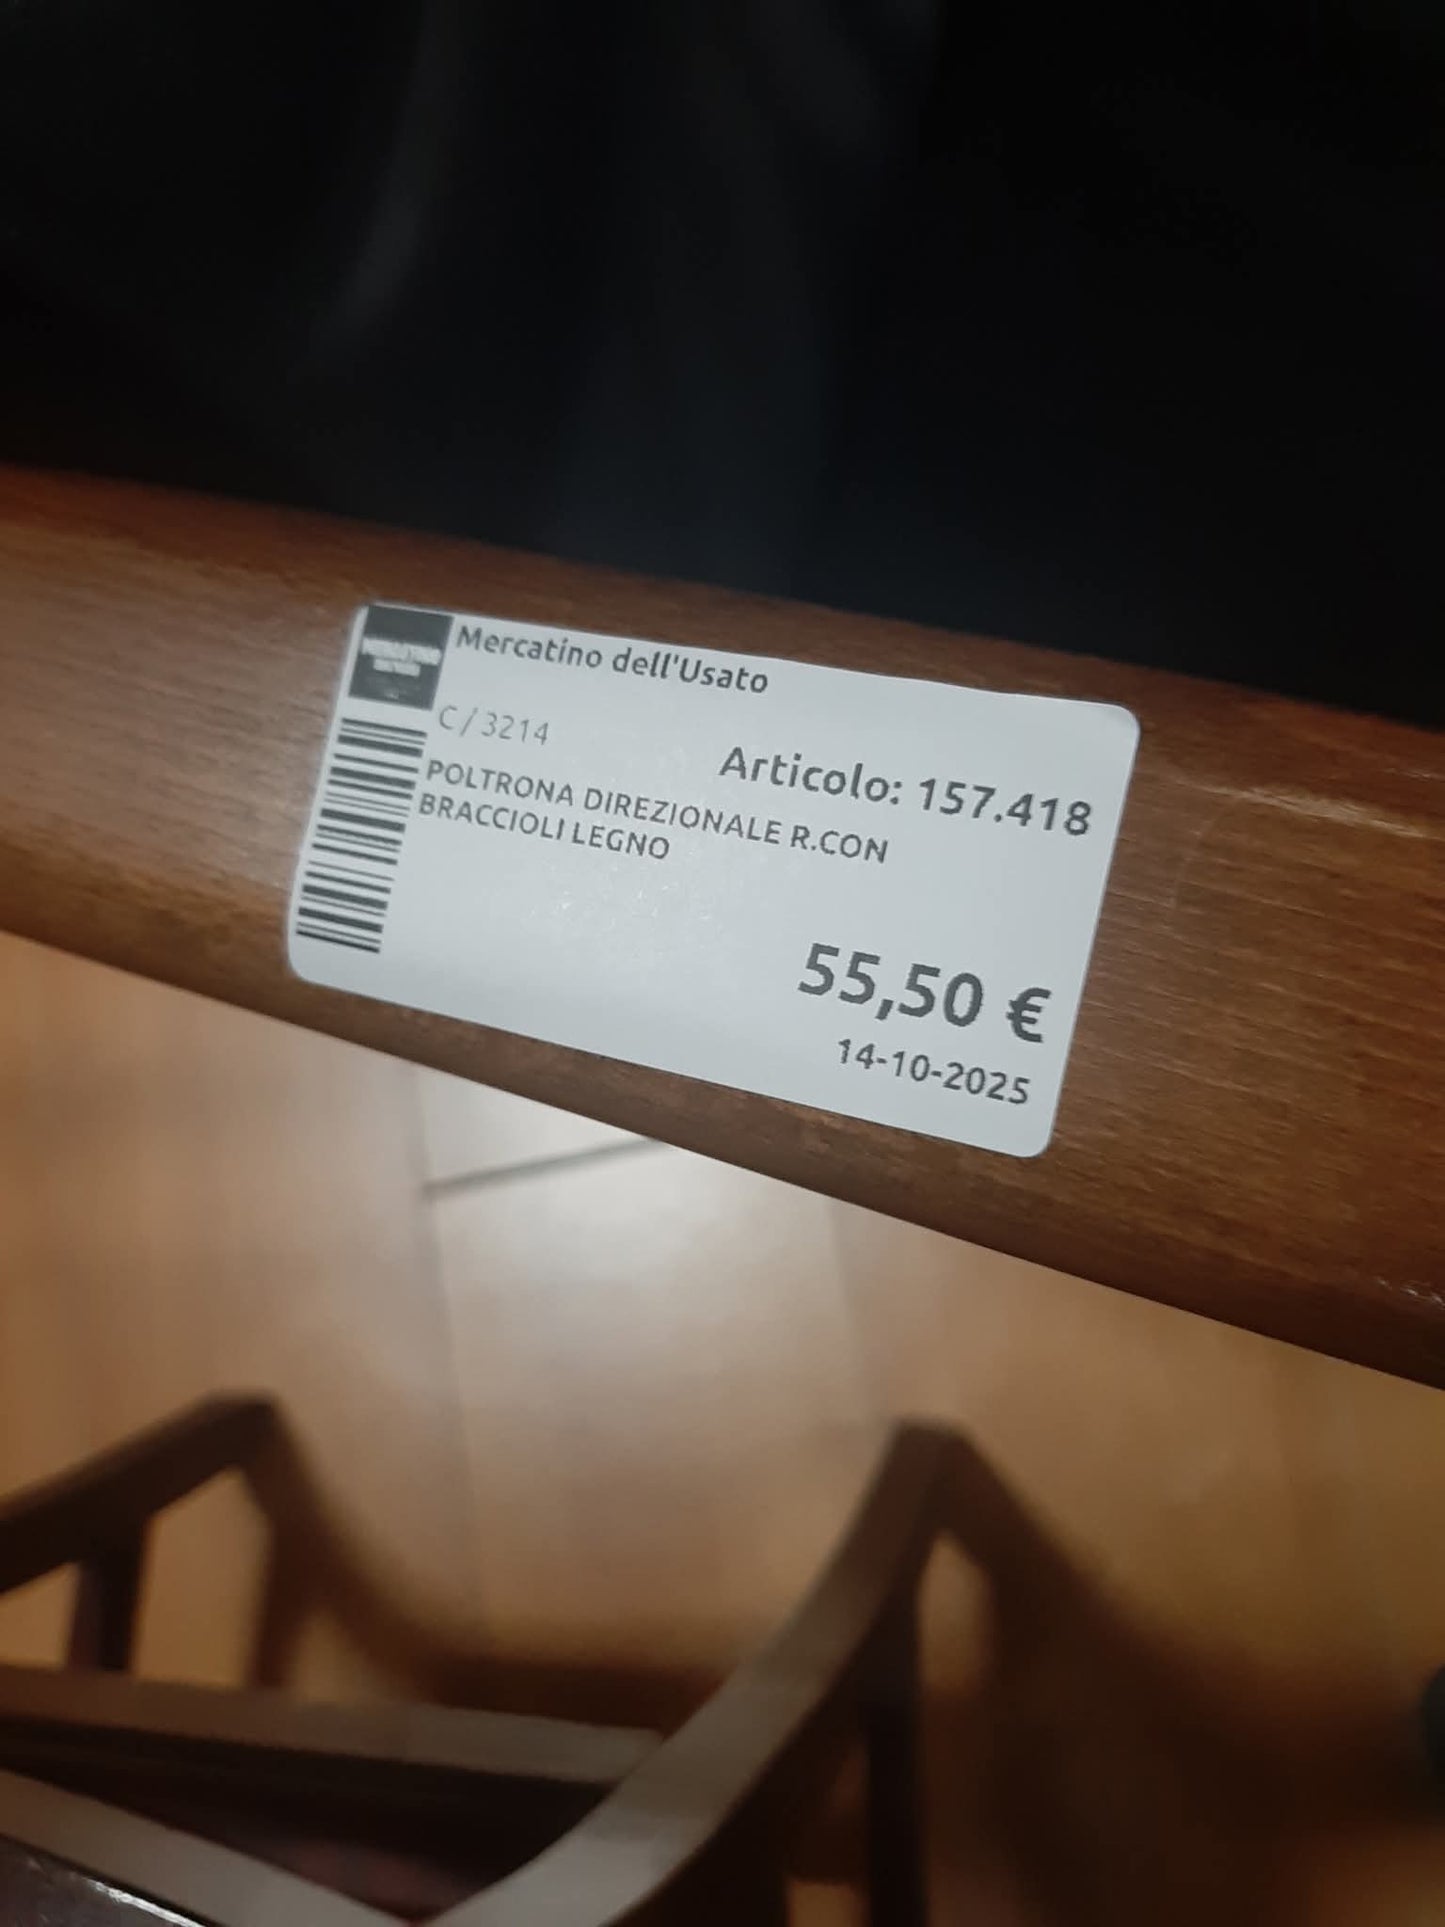 Mercatino dell'Usato
C/3214
Articolo: 157.418
POLTRONA DIREZIONALE R.CON
BRACCIOLI LEGNO
55,50 €
14-10-2025